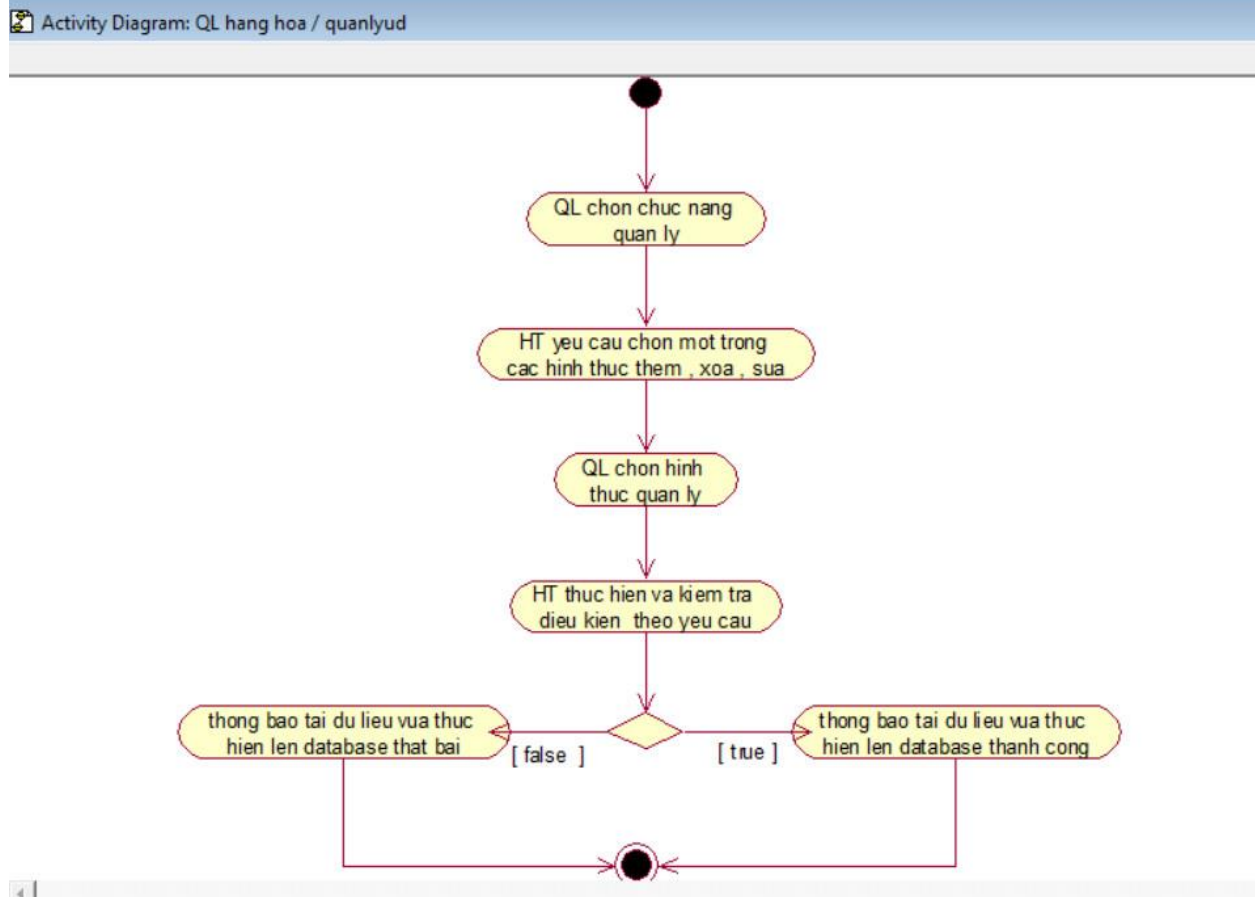 Activity Diagram: QL hang hoa / quanlyud
QL chon chuc nang
quan ly
HT yeu cau chon mot trong
cac hinh thuc them , xoa , sua
QL chon hinh
thuc quan ly
HT thuc hien va kiem tra
dieu kien theo yeu cau
thong bao tai du lieu vua thuc
hien len database that bai
[ false ]
[ true ]
thong bao tai du lieu vua thuc
hien len database thanh cong